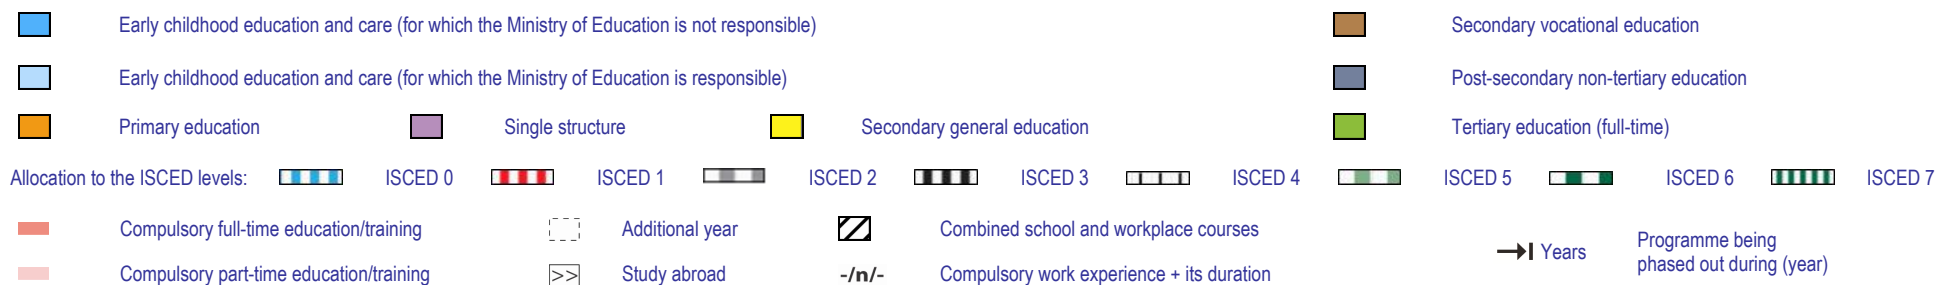 Early childhood education and care (for which the Ministry of Education is not responsible)
Secondary vocational education
Early childhood education and care (for which the Ministry of Education is responsible)
Post-secondary non-tertiary education
Primary education
Single structure
Secondary general education
Tertiary education (full-time)
Allocation to the ISCED levels:
ISCED 0
ISCED 1
ISCED 2
ISCED 3
ISCED 4
ISCED 5
ISCED 6
ISCED 7
Compulsory full-time education/training
Additional year
Combined school and workplace courses
Years
Programme being
phased out during (year)
Compulsory part-time education/training
>>
Study abroad
-/n/-
Compulsory work experience + its duration